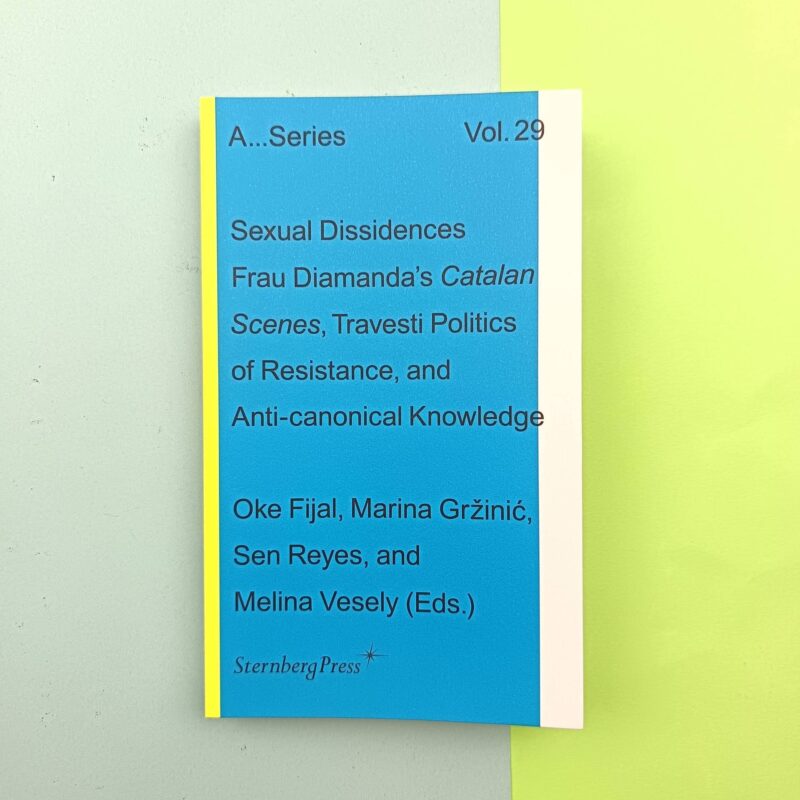 A...Series Vol. 29
Sexual Dissidences
Frau Diamanda’s Catalan
Scenes, Travesti Politics
of Resistance, and
Anti-canonical Knowledge
Oke Fijal, Marina Gržinić,
Sen Reyes, and
Melina Vesely (Eds.)
SternbergPress